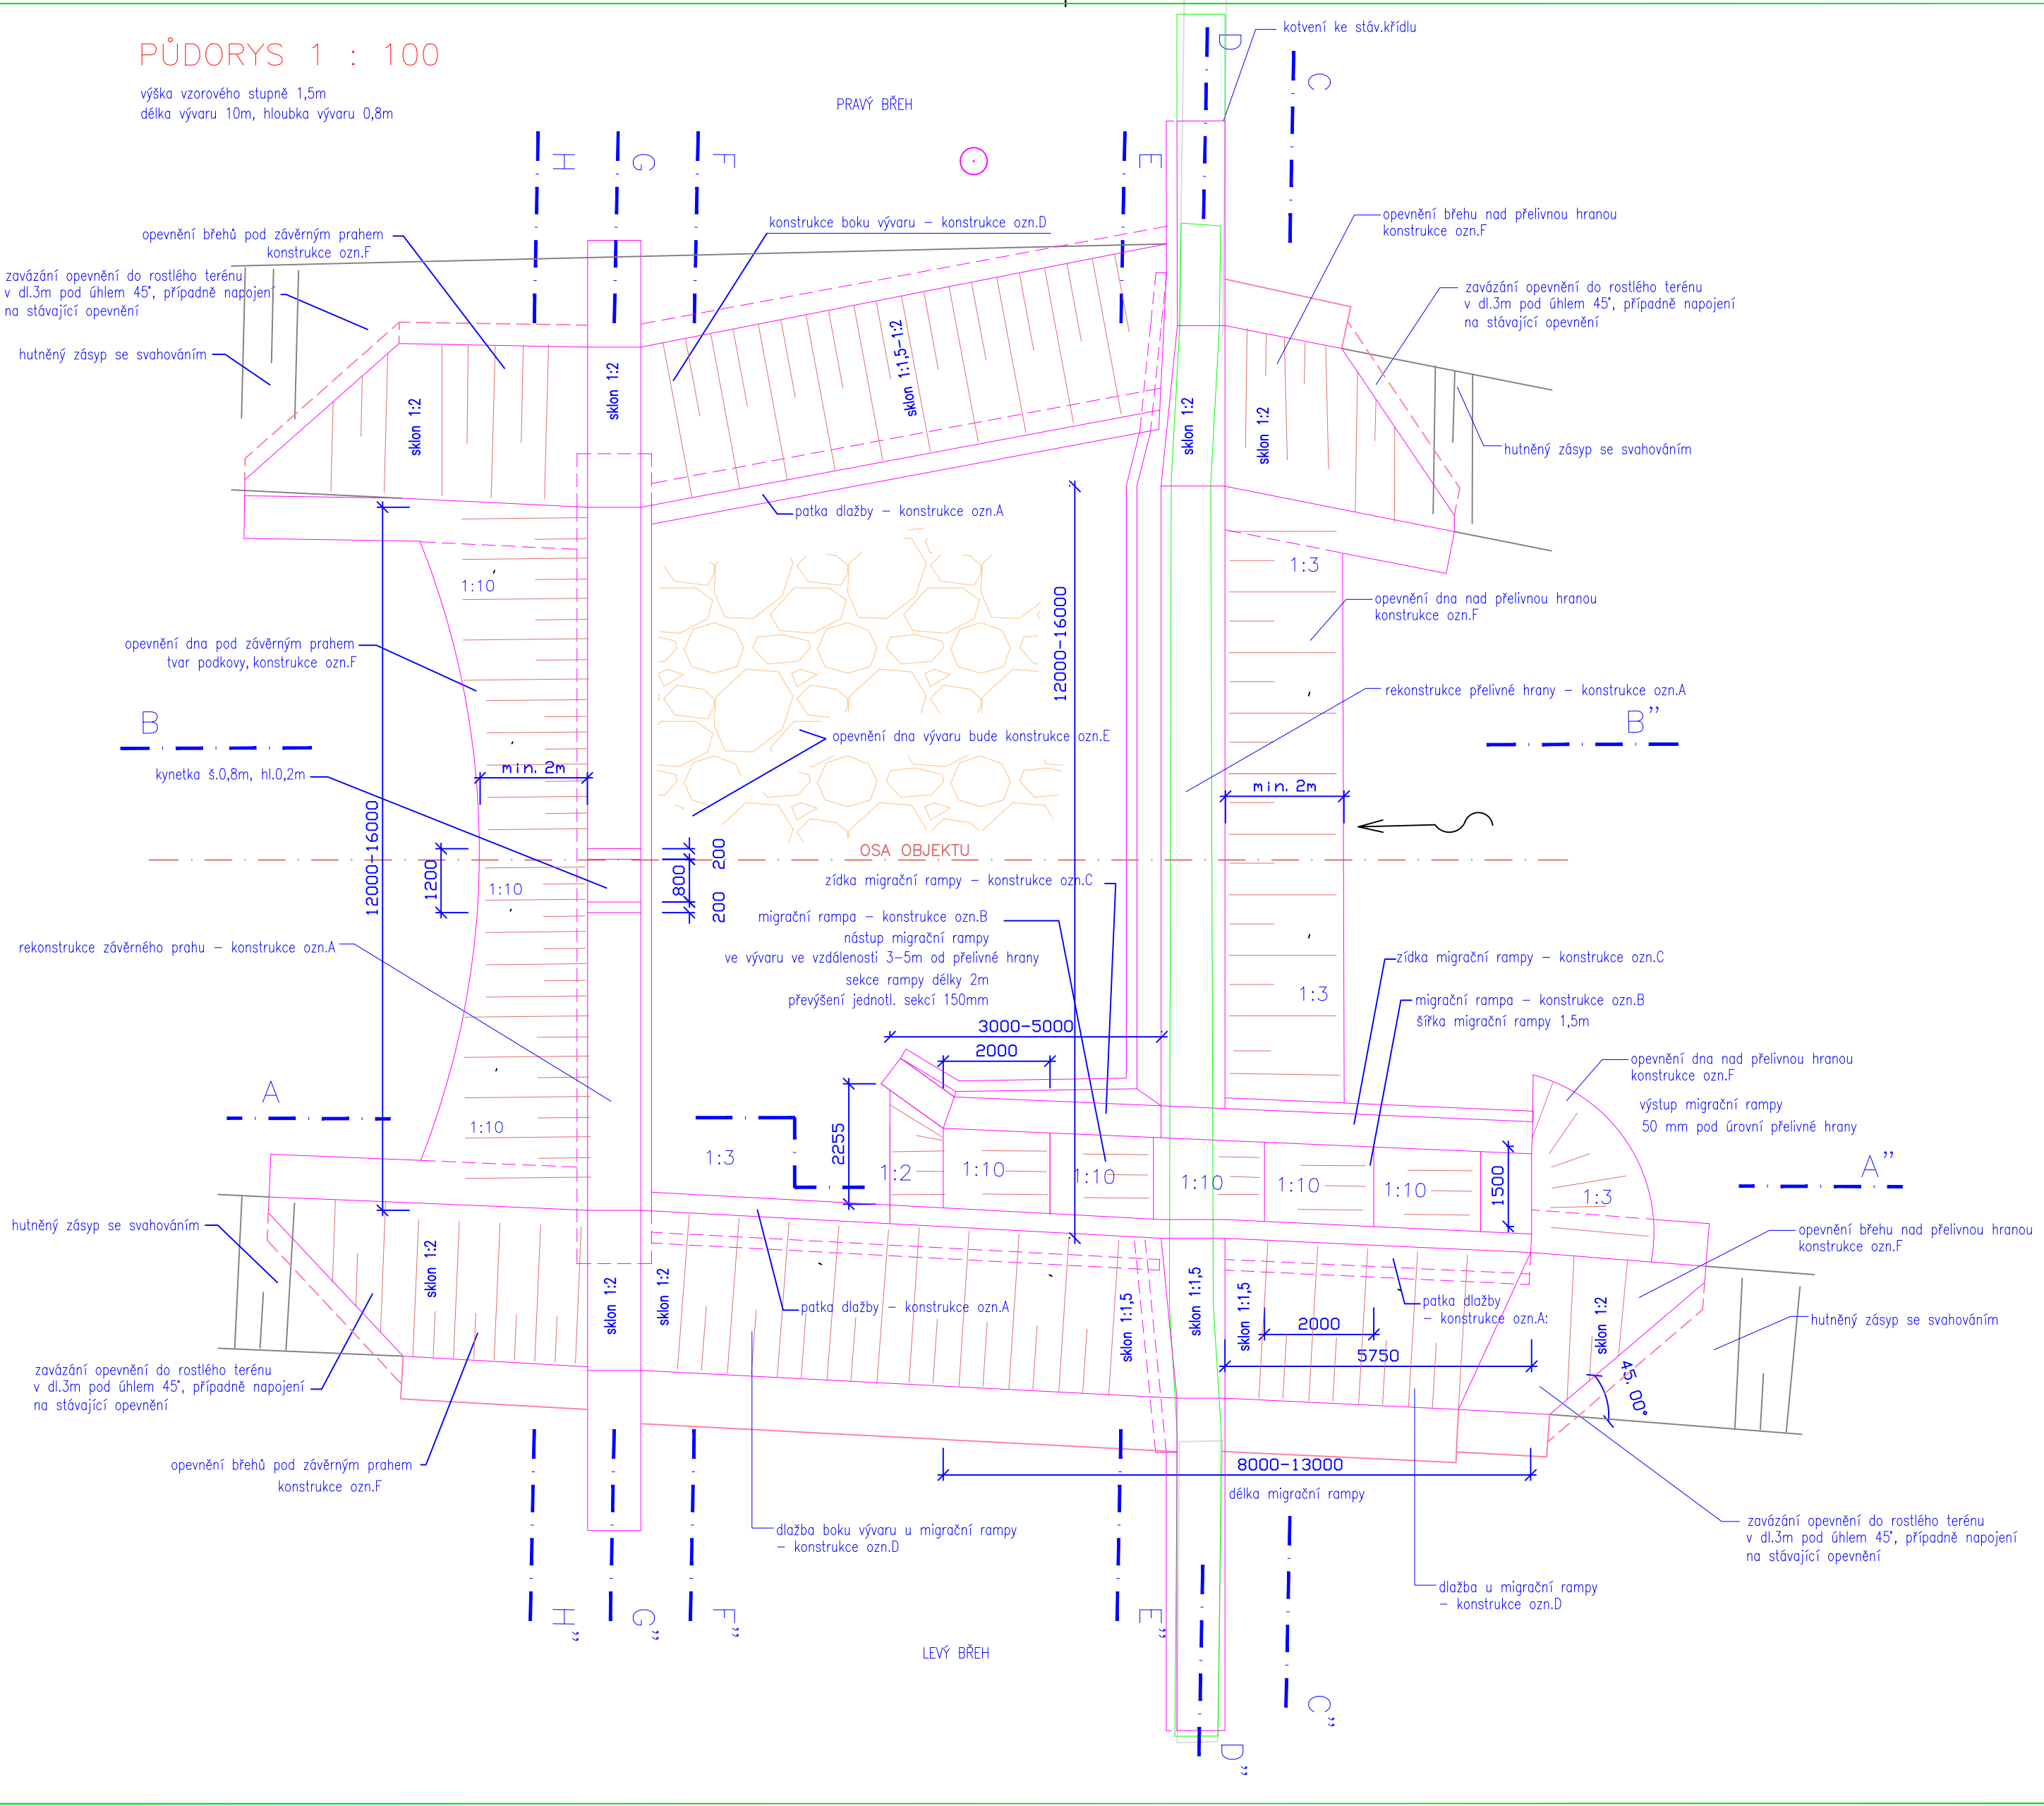 PŮDORYS 1 : 100
výška vzorového stupně 1,5m
délka vývaru 10m, hloubka vývaru 0,8m
PRAVÝ BŘEH
kotvení ke stáv.křídlu
D
C
H
G
F
E
konstrukce boku vývaru – konstrukce ozn.D
opevnění břehů pod závěrným prahem
konstrukce ozn.F
zavázání opevnění do rostlého terénu
v dl.3m pod úhlem 45°, případně napojení
na stávající opevnění
hutněný zásyp se svahováním
opevnění břehu nad přelivnou hranou
konstrukce ozn.F
zavázání opevnění do rostlého terénu
v dl.3m pod úhlem 45°, případně napojení
na stávající opevnění
hutněný zásyp se svahováním
sklon 1:2
sklon 1:2
sklon 1:1,5-1:2
sklon 1:2
sklon 1:2
patka dlažby – konstrukce ozn.A
1:10
1:3
12000-16000
opevnění dna nad přelivnou hranou
konstrukce ozn.F
opevnění dna pod závěrným prahem
tvar podkovy, konstrukce ozn.F
rekonstrukce přelivné hrany – konstrukce ozn.A
B
B"
opevnění dna vývaru bude konstrukce ozn.E
kynetka š.0,8m, hl.0,2m
min. 2m
min. 2m
12000-16000
1200
200
800
200
OSA OBJEKTU
1:10
zídka migrační rampy – konstrukce ozn.C
migrační rampa – konstrukce ozn.B
nástup migrační rampy
ve vývaru ve vzdálenosti 3-5m od přelivné hrany
sekce rampy délky 2m
převýšení jednotl. sekcí 150mm
rekonstrukce závěrného prahu – konstrukce ozn.A
zídka migrační rampy – konstrukce ozn.C
1:3
migrační rampa – konstrukce ozn.B
šířka migrační rampy 1,5m
3000-5000
2000
opevnění dna nad přelivnou hranou
konstrukce ozn.F
výstup migrační rampy
50 mm pod úrovní přelivné hrany
A
A"
1:10
1:3
2255
1:2
1:10
1:10
1:10
1:10
1:10
1500
1:3
hutněný zásyp se svahováním
opevnění břehu nad přelivnou hranou
konstrukce ozn.F
sklon 1:2
sklon 1:2
sklon 1:2
sklon 1:1,5
sklon 1:1,5
sklon 1:1,5
sklon 1:2
patka dlažby – konstrukce ozn.A
patka dlažby
– konstrukce ozn.A:
hutněný zásyp se svahováním
2000
5750
45.00°
zavázání opevnění do rostlého terénu
v dl.3m pod úhlem 45°, případně napojení
na stávající opevnění
opevnění břehů pod závěrným prahem
konstrukce ozn.F
8000-13000
délka migrační rampy
dlažba boku vývaru u migrační rampy
– konstrukce ozn.D
zavázání opevnění do rostlého terénu
v dl.3m pod úhlem 45°, případně napojení
na stávající opevnění
dlažba u migrační rampy
– konstrukce ozn.D
H"
G"
F"
E"
LEVÝ BŘEH
C"
D"